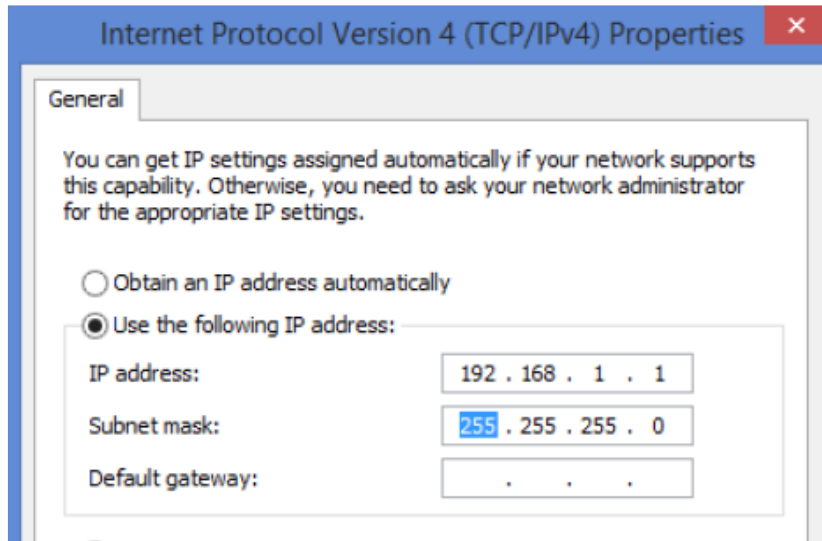 Internet Protocol Version 4 (TCP/IPv4) Properties
General
You can get IP settings assigned automatically if your network supports
this capability. Otherwise, you need to ask your network administrator
for the appropriate IP settings.
Obtain an IP address automatically
Use the following IP address:
IP address: 192 . 168 . 1 . 1
Subnet mask: 255 . 255 . 255 . 0
Default gateway: . . .